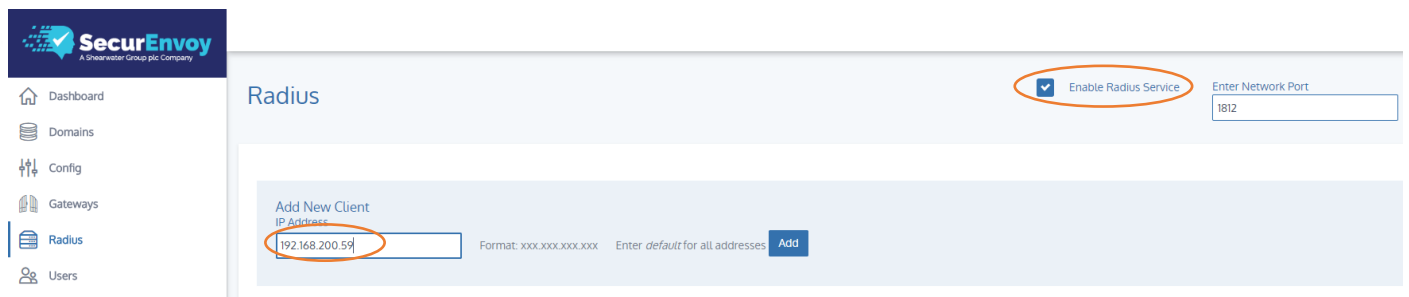 SecurEnvoy
A Shearwater Group plc Company
Dashboard
Domains
Config
Gateways
Radius
Users
Radius
Enable Radius Service
Enter Network Port
1812
Add New Client
IP Address
192.168.200.59
Format: xxx.xxx.xxx.xxx Enter default for all addresses Add